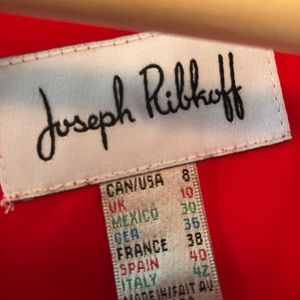 Joseph Ribkoff
CAN/USA 8
UK 10
MEXICO 30
GER 36
FRANCE 38
SPAIN 40
ITALY 42
MADE IN/FAIT AU